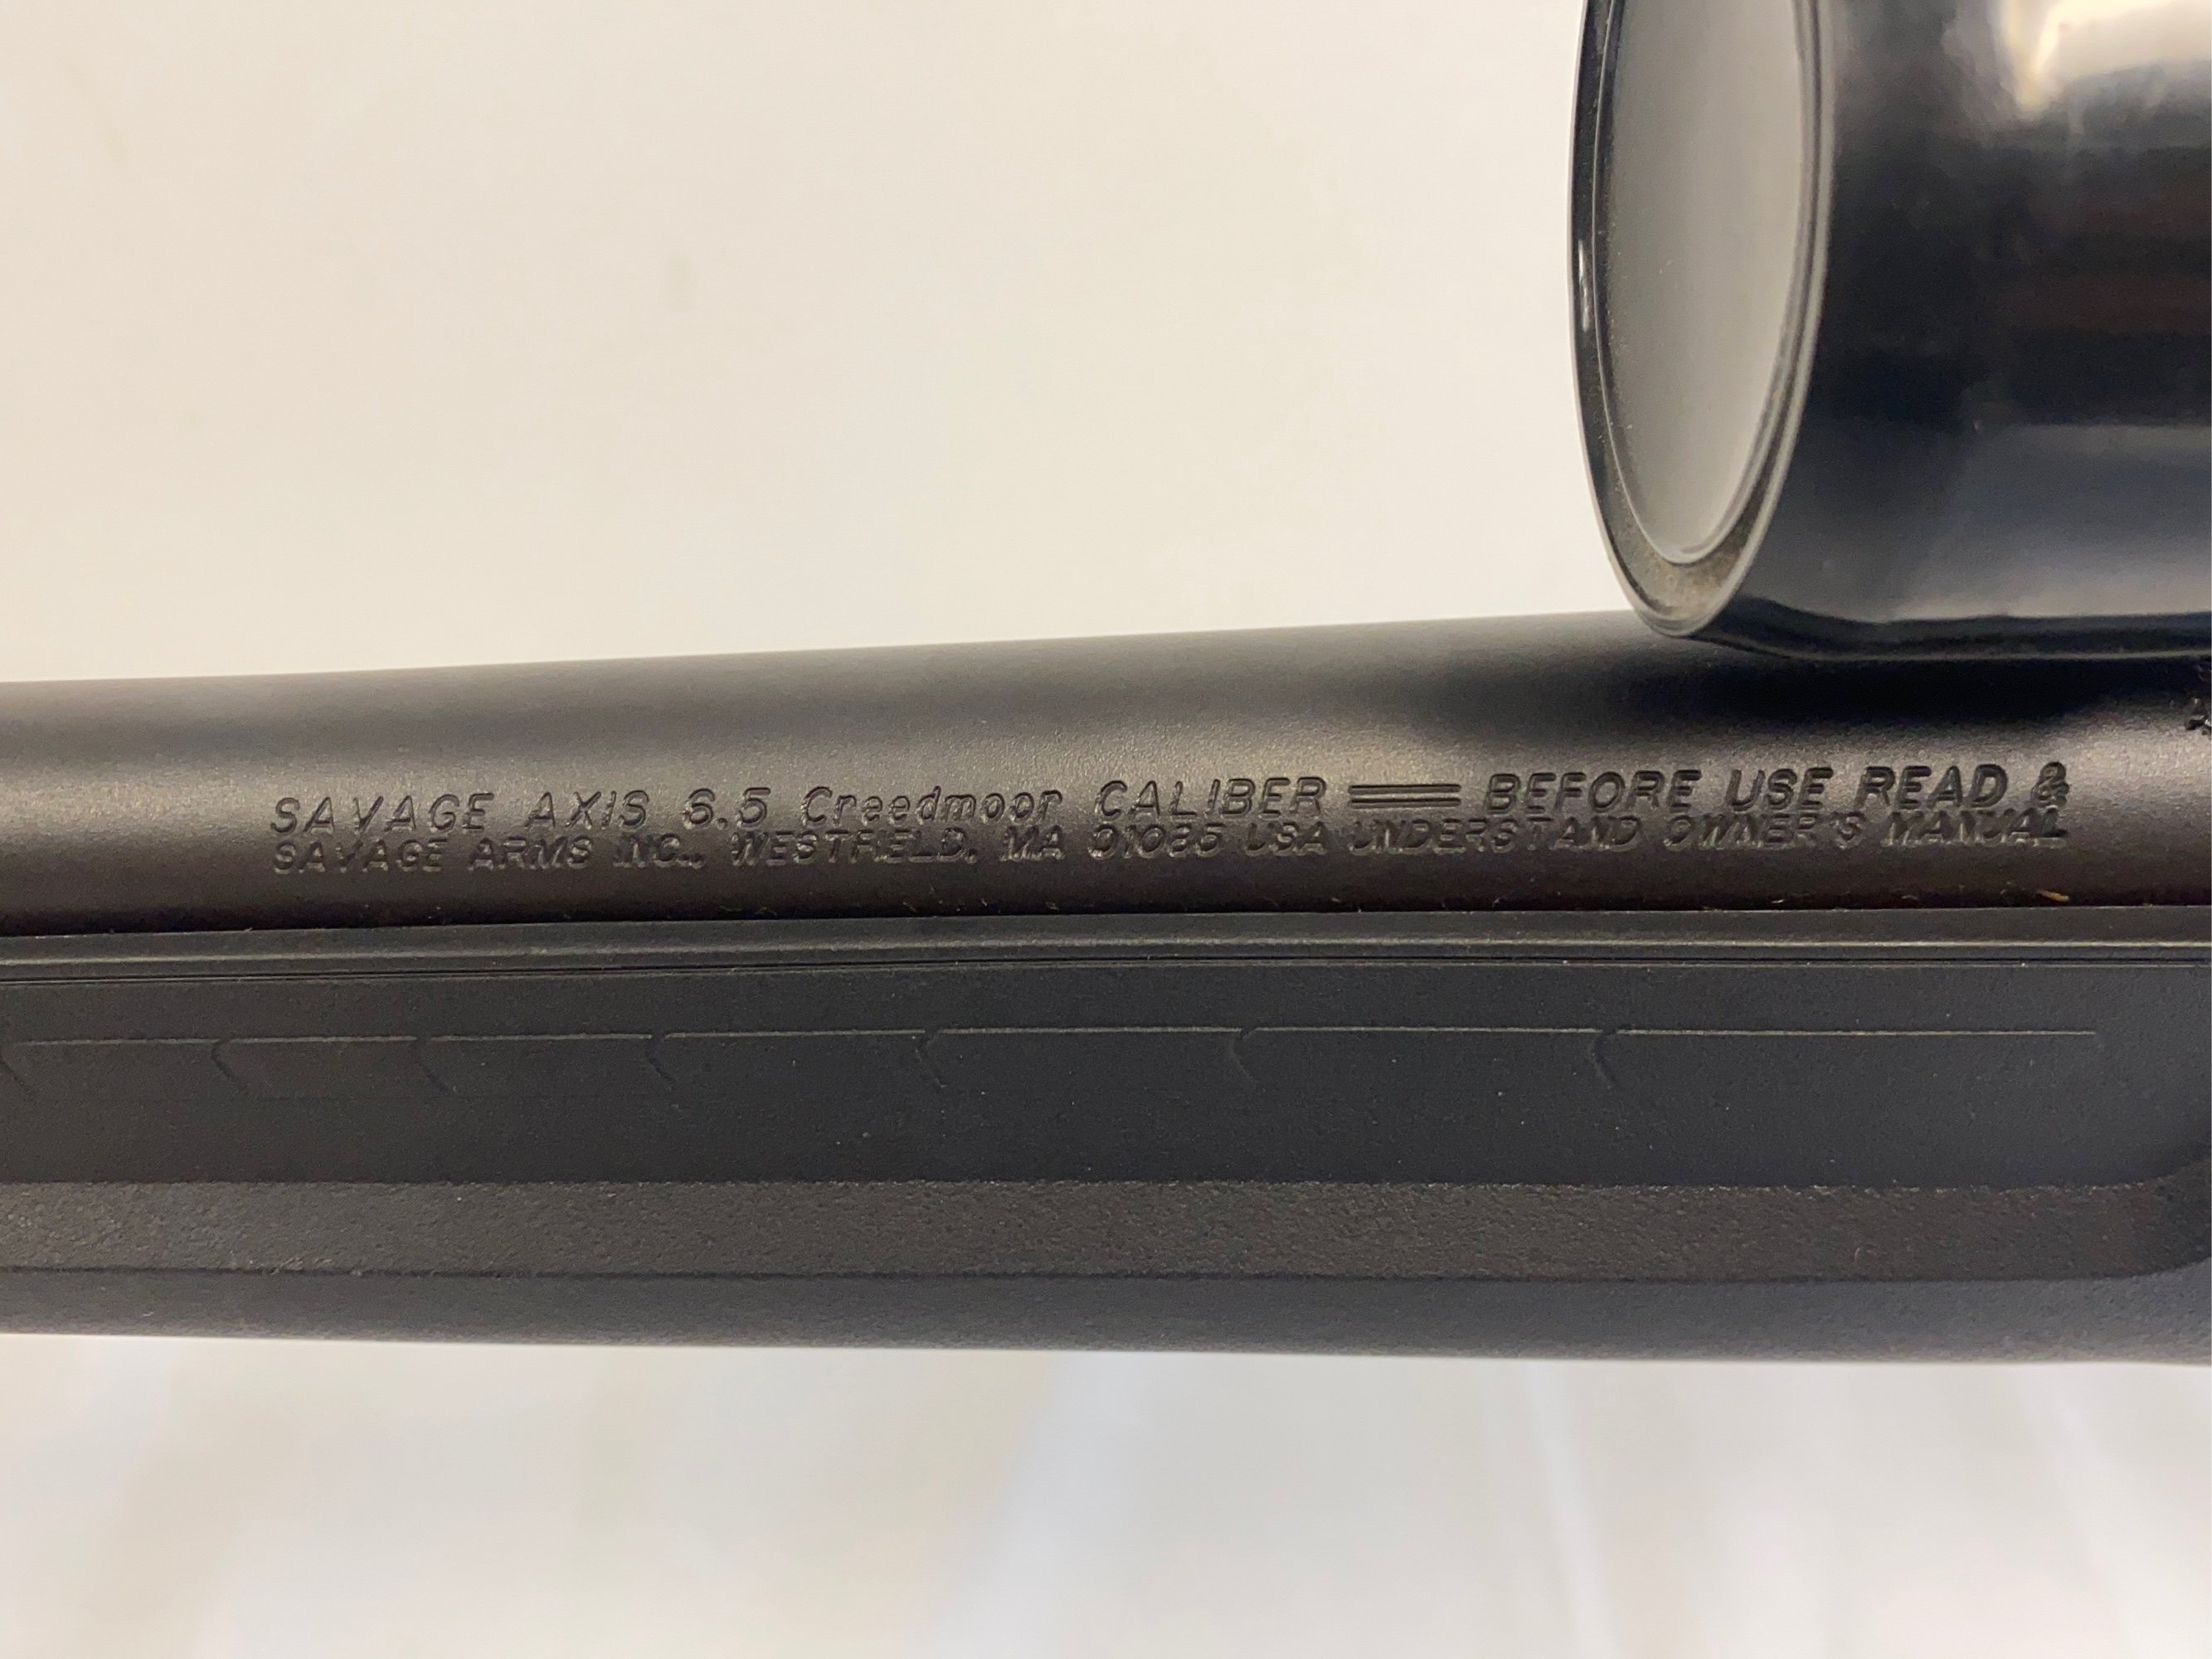 SAVAGE AXIS 6.5 Creedmoor CALIBER BEFORE USE READ &
SAVAGE ARMS INC., WESTFIELD, MA 01085 USA UNDERSTAND OWNER'S MANUAL